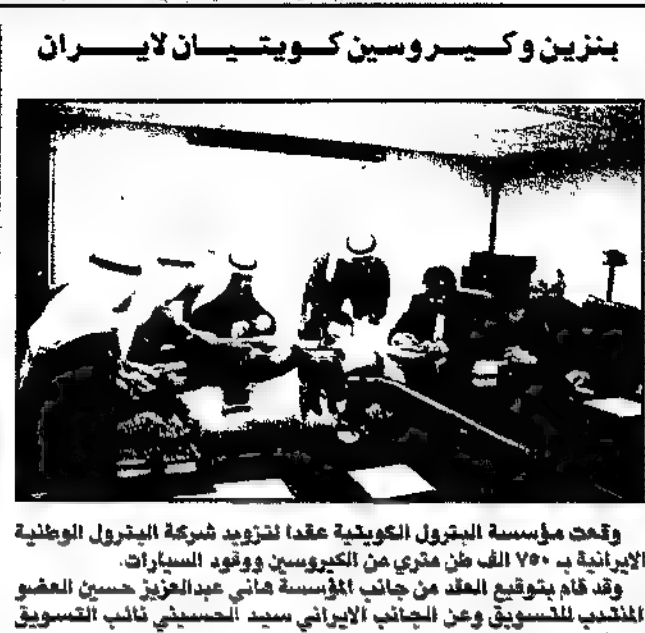 بنزين وكيروسين كويتيان لايران
وقعت مؤسسة البترول الكويتية عقدا لتزويد شركة البترول الوطنية
الايرانية بـ ٧٥٠ الف طن متري من الكيروسين ووقود السيارات.
وقد قام بتوقيع العقد من جانب المؤسسة هاني عبدالعزيز حسين العضو
المنتدب للتسويق وعن الجانب الايراني سيد الحسيني نائب التسويق